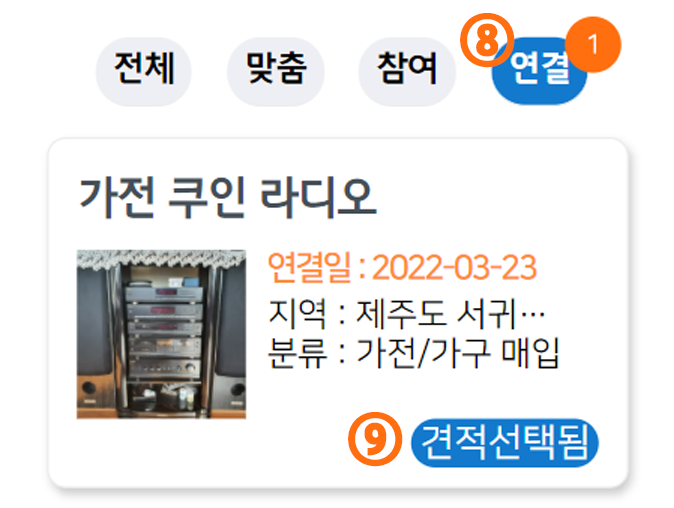 전체 맞춤 참여 ⑧ 연결 1
가전 쿠인 라디오
연결일 : 2022-03-23
지역 : 제주도 서귀…
분류 : 가전/가구 매입
⑨ 견적선택됨